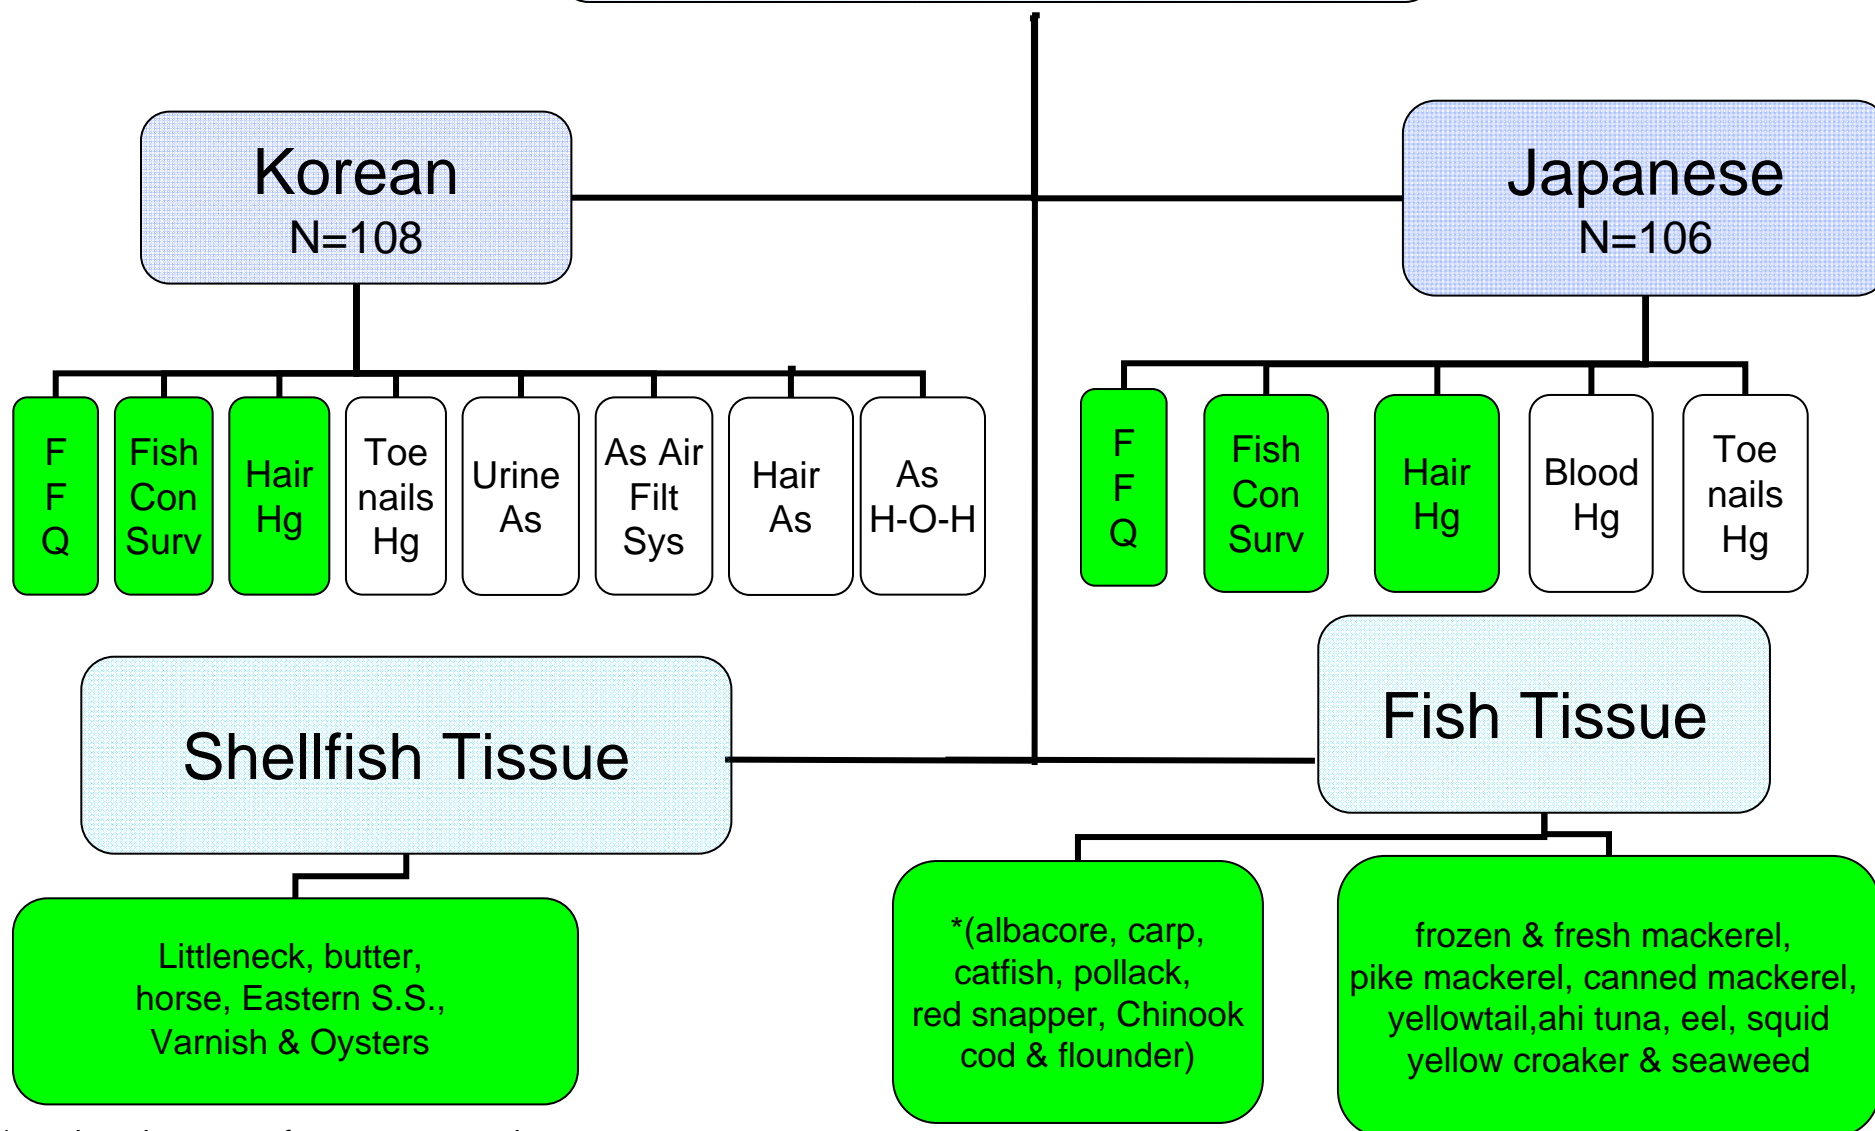 Korean
N=108
Japanese
N=106
F
F
Q
Fish
Con
Surv
Hair
Hg
Toe
nails
Hg
Urine
As
As Air
Filt
Sys
Hair
As
As
H-O-H
F
F
Q
Fish
Con
Surv
Hair
Hg
Blood
Hg
Toe
nails
Hg
Shellfish Tissue
Fish Tissue
Littleneck, butter,
horse, Eastern S.S.,
Varnish & Oysters
*(albacore, carp,
catfish, pollack,
red snapper, Chinook
cod & flounder)
frozen & fresh mackerel,
pike mackerel, canned mackerel,
yellowtail,ahi tuna, eel, squid
yellow croaker & seaweed